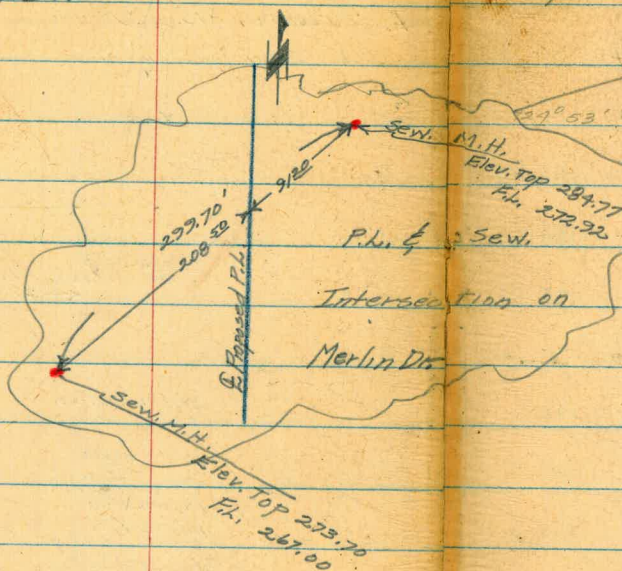 24° 53'
Sew. M.H.
Elev. Top 284.77
F.L. 272.92
91.20
299.70'
208.50
℄ Proposed P.L.
P.L. & Sew.
Intersection on
Merlin Dr.
Sew. M.H.
Elev. Top 273.70
F.L. 267.00